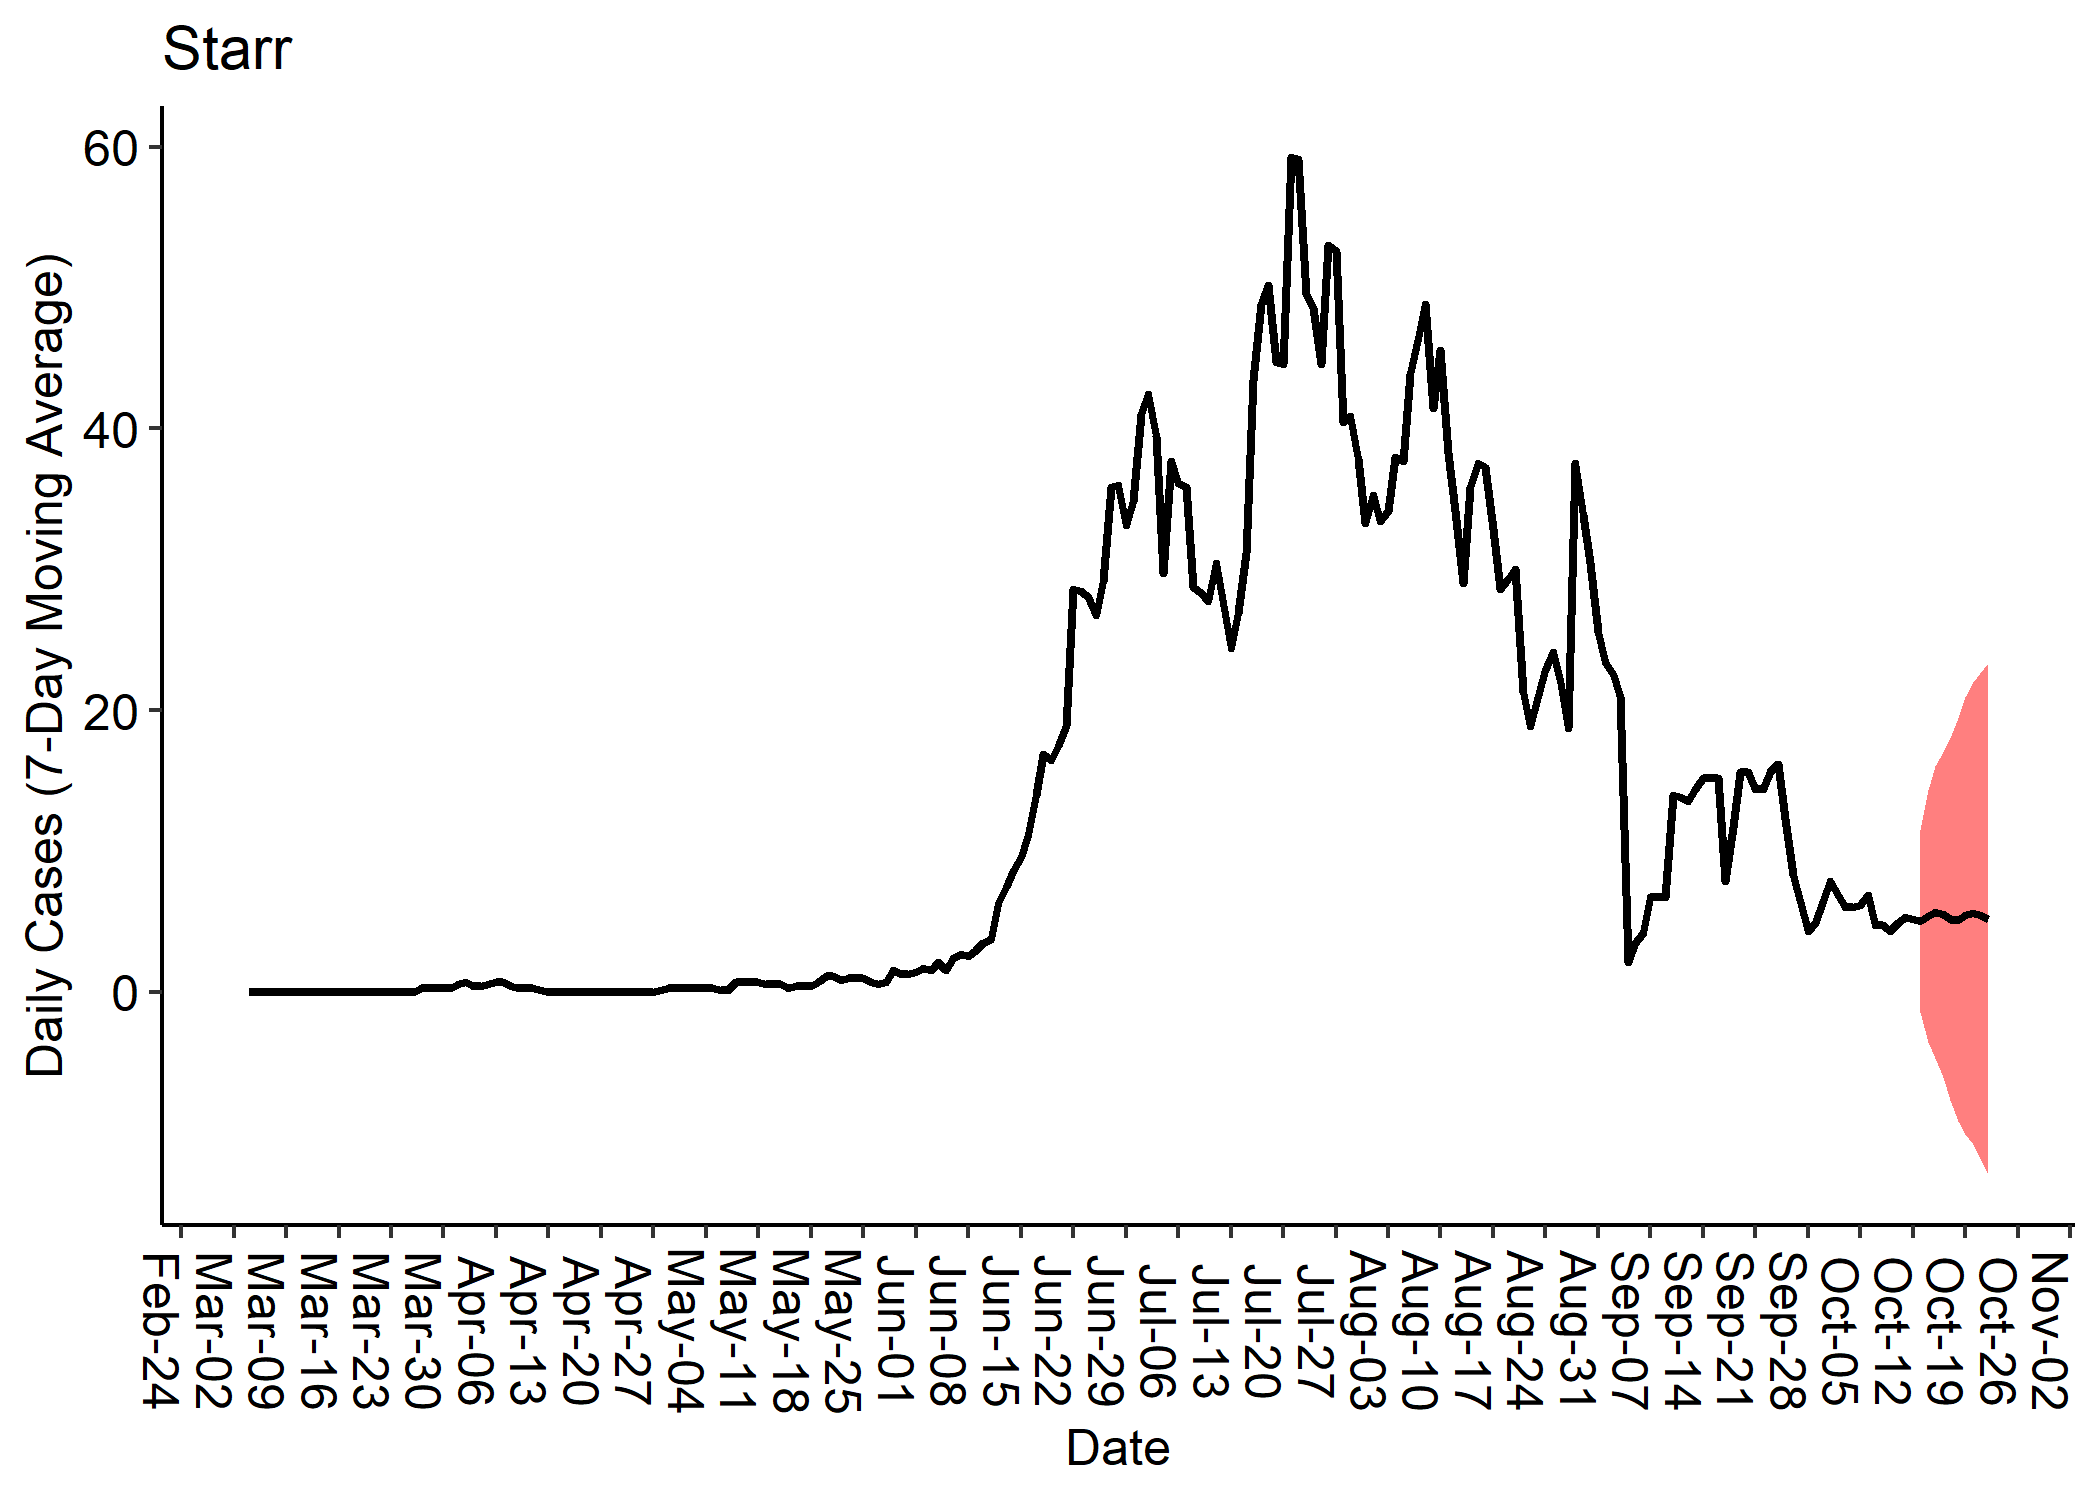 Starr
Daily Cases (7-Day Moving Average)
60
40
20
0
Feb-24
Mar-02
Mar-09
Mar-16
Mar-23
Mar-30
Apr-06
Apr-13
Apr-20
Apr-27
May-04
May-11
May-18
May-25
Jun-01
Jun-08
Jun-15
Jun-22
Jun-29
Jul-06
Jul-13
Jul-20
Jul-27
Aug-03
Aug-10
Aug-17
Aug-24
Aug-31
Sep-07
Sep-14
Sep-21
Sep-28
Oct-05
Oct-12
Oct-19
Oct-26
Nov-02
Date